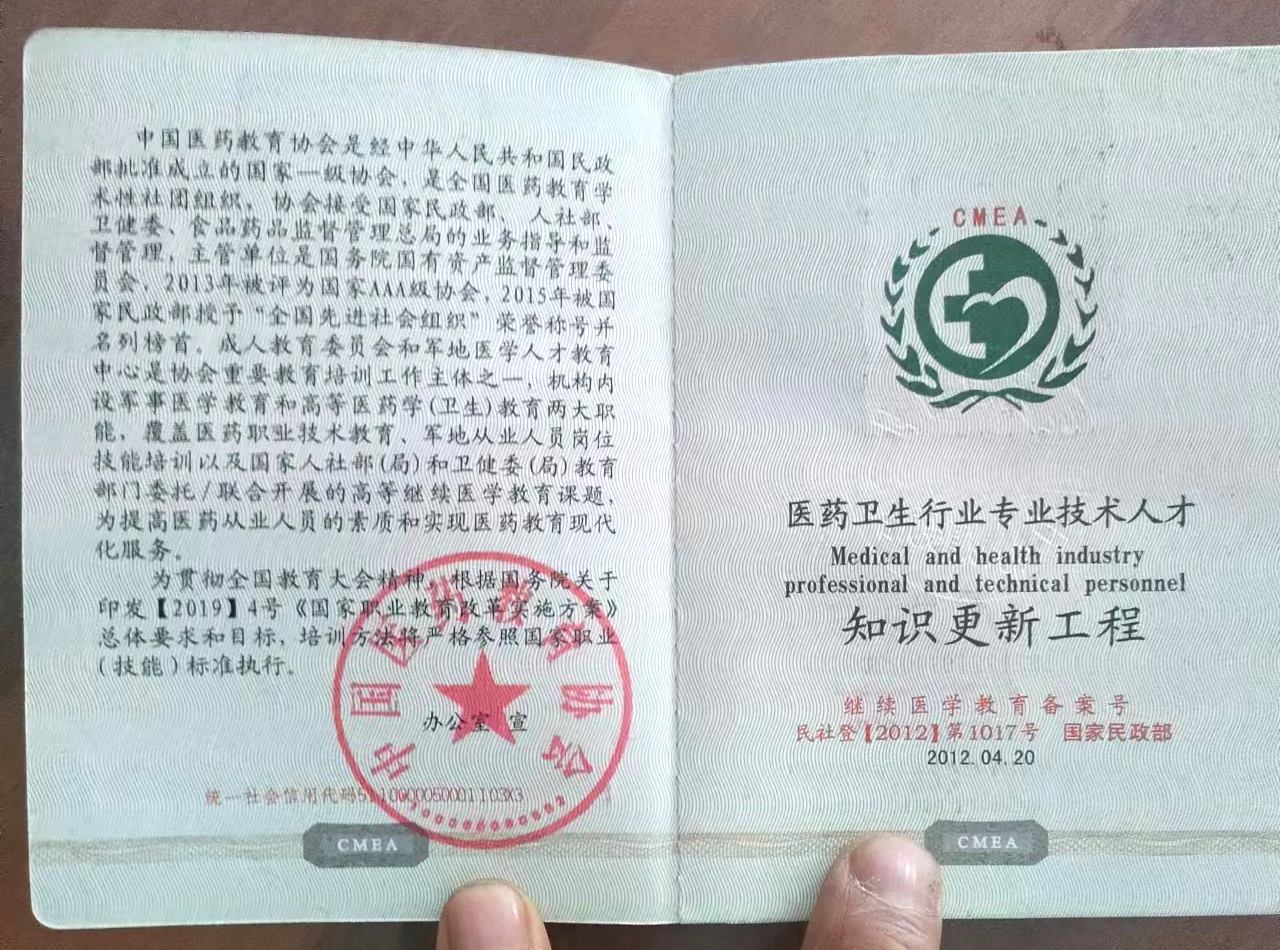 中国医药教育协会是经中华人民共和国民政
部批准成立的国家一级协会，是全国医药教育学
术性社团组织，协会接受国家民政部、人社部、
卫健委、食品药品监督管理总局的业务指导和监
督管理，主管单位是国务院国有资产监督管理委
员会，2013年被评为国家AAA级协会，2015年被国
家民政部授予“全国先进社会组织”荣誉称号并
名列榜首。成人教育委员会和军地医学人才教育
中心是协会重要教育培训工作主体之一，机构内
设军事医学教育和高等医药学(卫生)教育两大职
能，覆盖医药职业技术教育、军地从业人员岗位
技能培训以及国家人社部(局)和卫健委(局)教育
部门委托/联合开展的高等继续医学教育课题，
为提高医药从业人员的素质和实现医药教育现代
化服务。
为贯彻全国教育大会精神，根据国务院关于
印发【2019】4号《国家职业教育改革实施方案》
总体要求和目标，培训方法将严格参照国家职业
(技能)标准执行。
办公室 宣
中国医药教育协会
统一社会信用代码
CMEA
CMEA
医药卫生行业专业技术人才
Medical and health industry
professional and technical personnel
知识更新工程
继续医学教育备案号
民社登【2012】第1017号 国家民政部
2012.04.20
CMEA